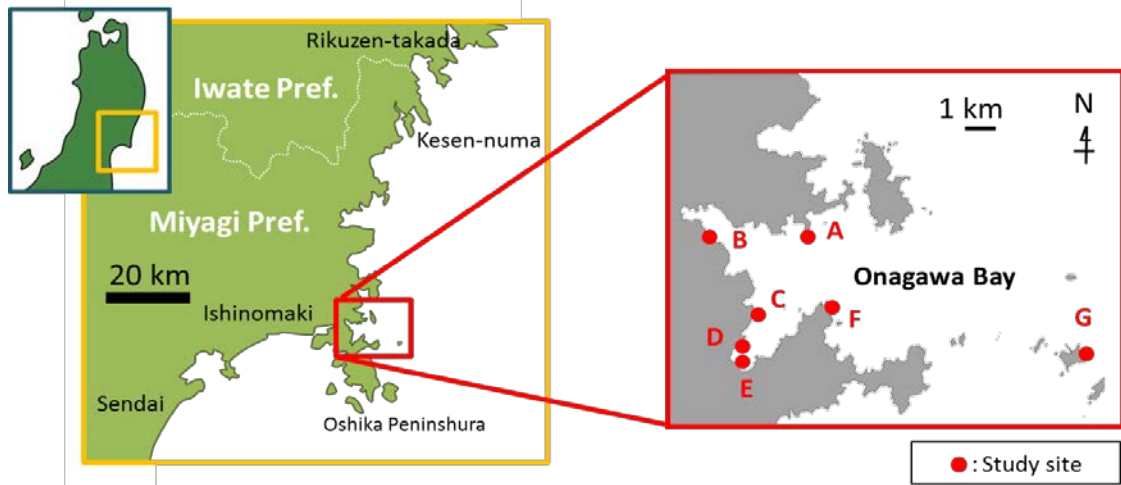 Rikuzen-takada
Iwate Pref.
Kesen-numa
Miyagi Pref.
20 km
Ishinomaki
Sendai
Oshika Peninshura
1 km
N
A
B
Onagawa Bay
C
F
D
G
E
: Study site